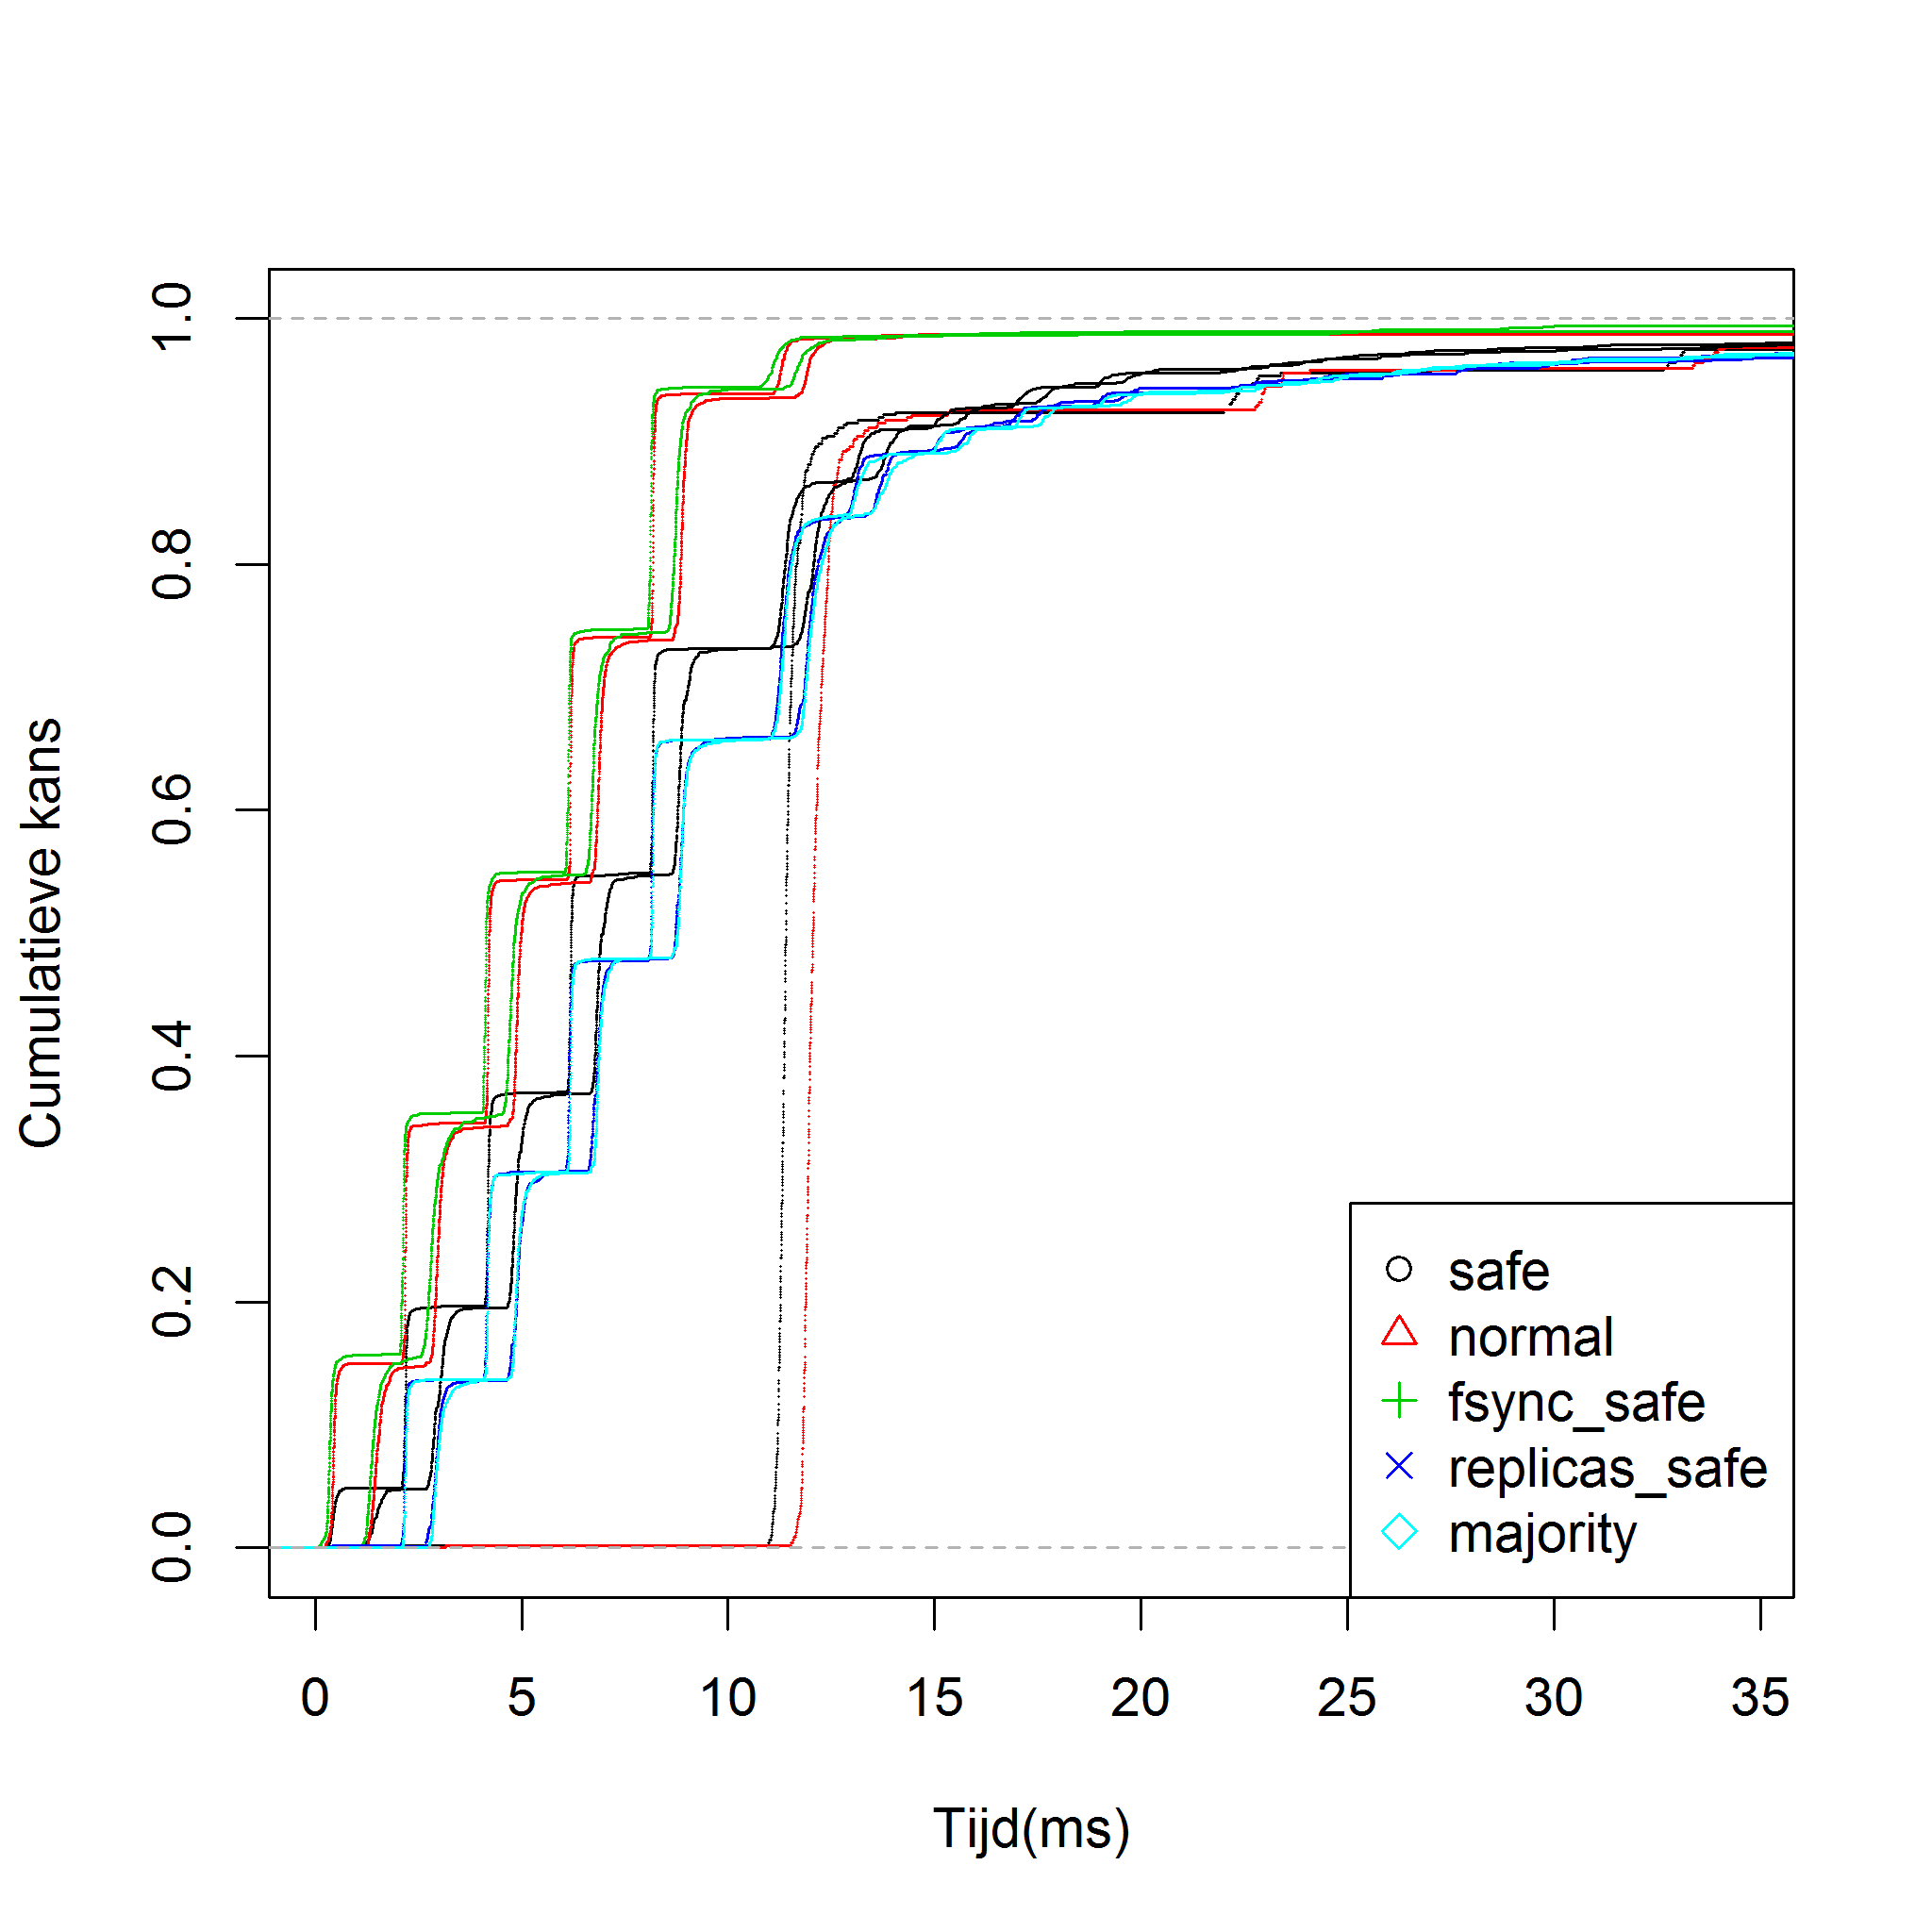 Cumulatieve kans
1.0
0.8
0.6
0.4
0.2
0.0
safe
normal
fsync_safe
replicas_safe
majority
0 5 10 15 20 25 30 35
Tijd(ms)